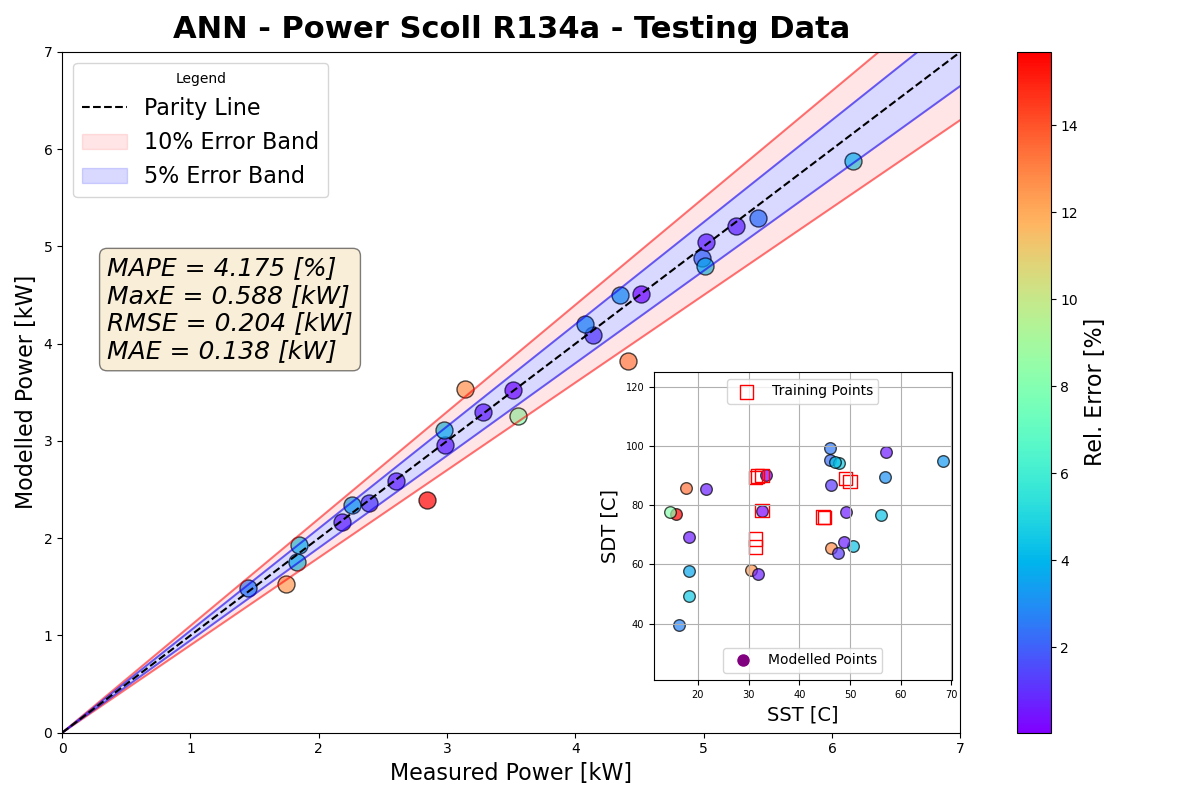 ANN - Power Scoll R134a - Testing Data
Legend
Parity Line
10% Error Band
5% Error Band
MAPE = 4.175 [%]
MaxE = 0.588 [kW]
RMSE = 0.204 [kW]
MAE = 0.138 [kW]
Modelled Power [kW]
7
6
5
4
3
2
1
0
0 1 2 3 4 5 6 7
Measured Power [kW]
Training Points
Modelled Points
SDT [C]
120
100
80
60
40
20 30 40 50 60 70
SST [C]
14
12
10
8
6
4
2
Rel. Error [%]